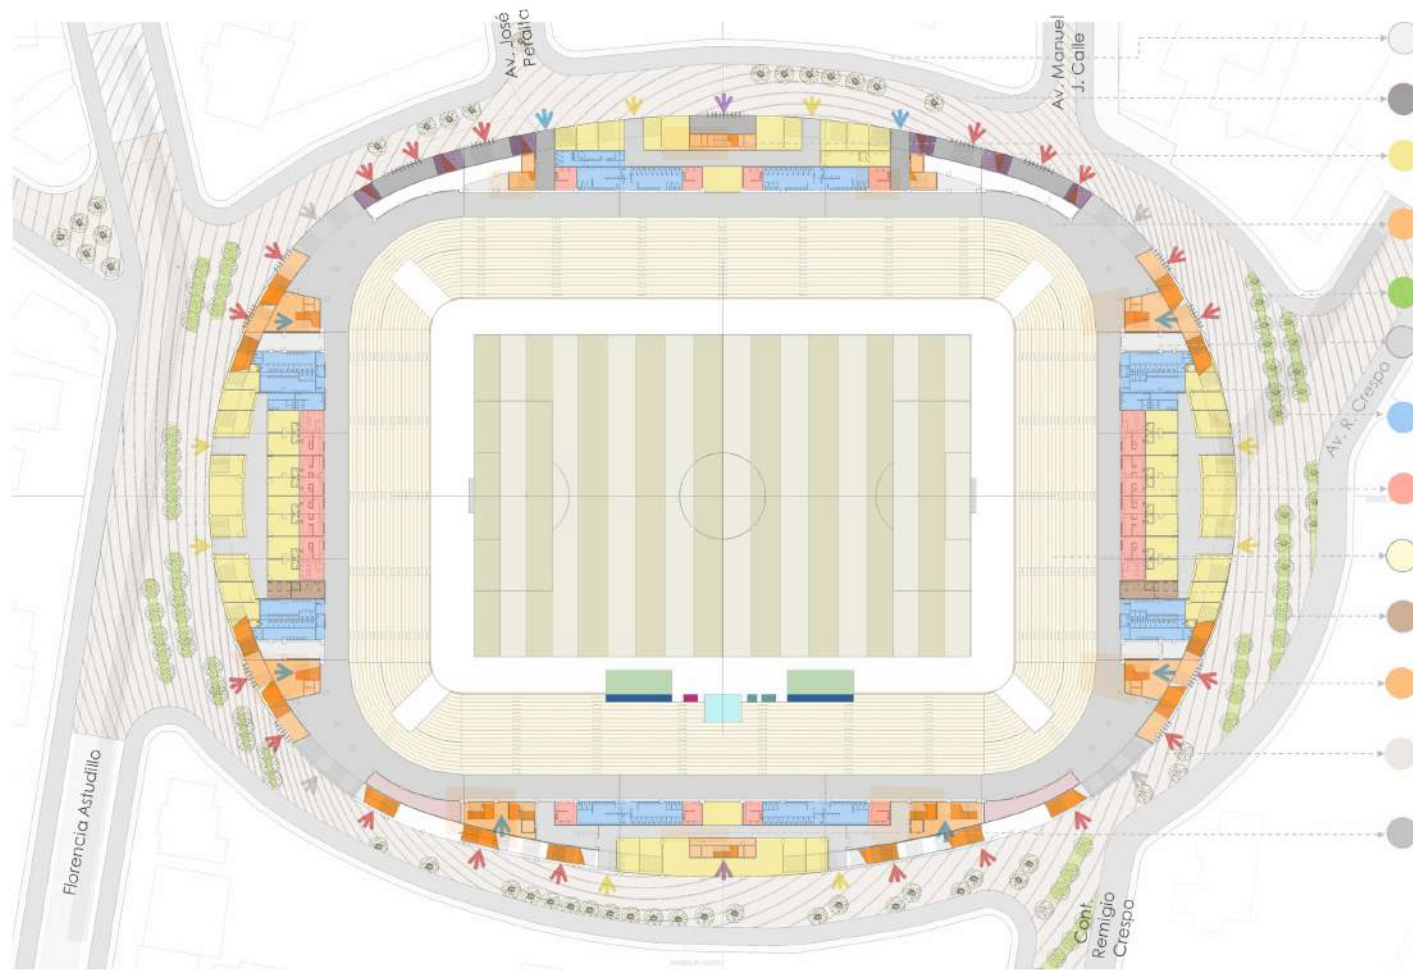 Av. José
Peralta
Av. Manuel
J. Calle
Av. R. Crespo
Florencia Astudillo
Cont.
Remigio
Crespo